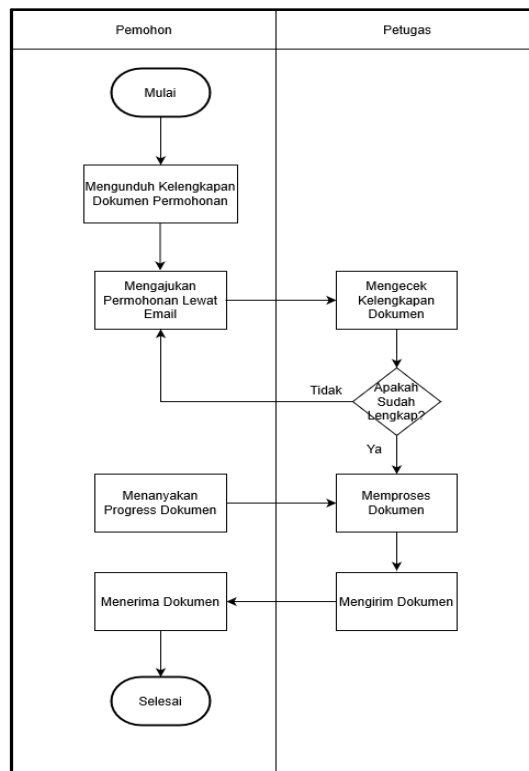 Pemohon
Petugas
Mulai
Mengunduh Kelengkapan
Dokumen Permohonan
Mengajukan
Permohonan Lewat
Email
Mengecek
Kelengkapan
Dokumen
Apakah
Sudah
Lengkap?
Tidak
Ya
Menanyakan
Progress Dokumen
Memproses
Dokumen
Mengirim Dokumen
Menerima Dokumen
Selesai